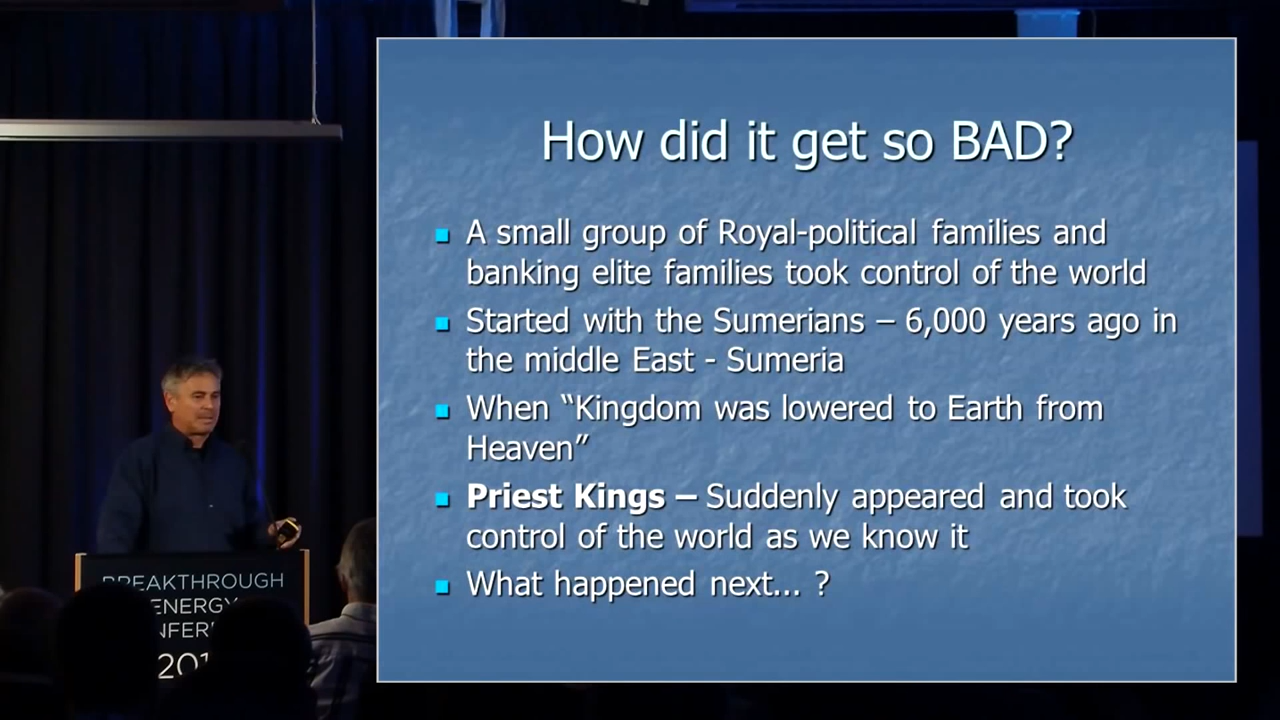 How did it get so BAD?
A small group of Royal-political families and
banking elite families took control of the world
Started with the Sumerians – 6,000 years ago in
the middle East - Sumeria
When “Kingdom was lowered to Earth from
Heaven”
Priest Kings – Suddenly appeared and took
control of the world as we know it
What happened next... ?
BREAKTHROUGH
ENERGY